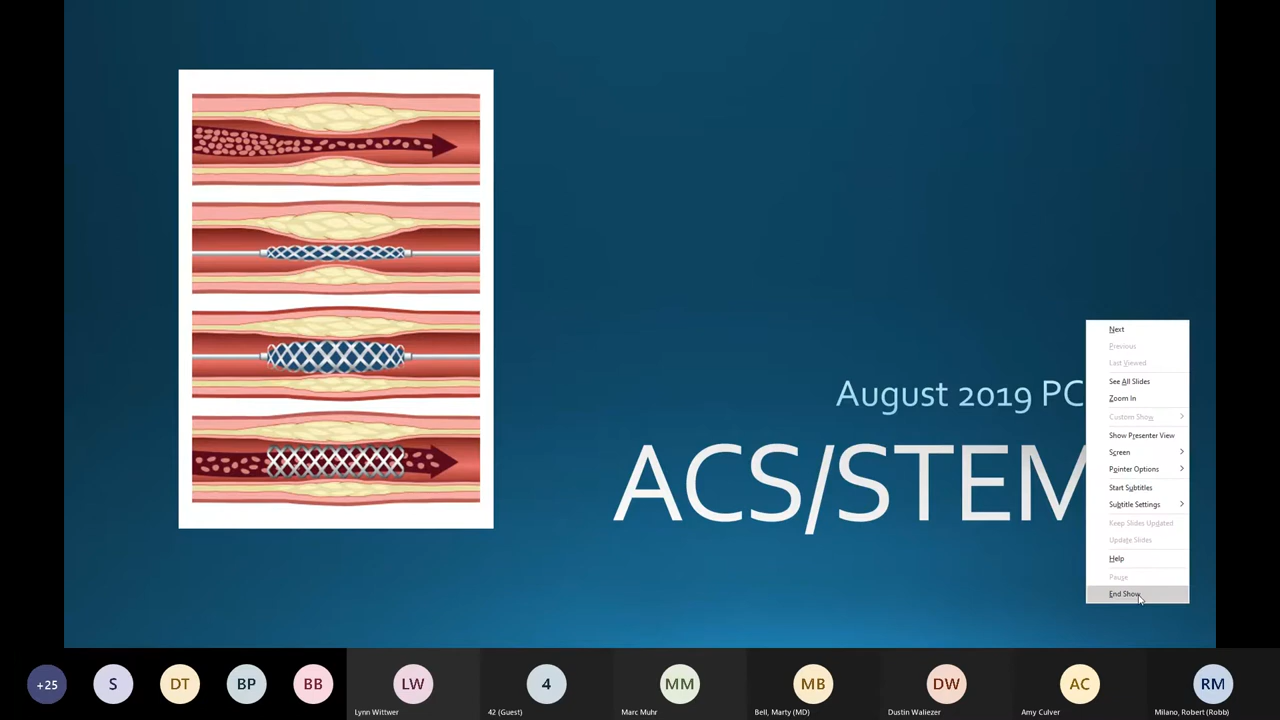 August 2019 PC
ACS/STEM
Next
Previous
Last Viewed
See All Slides
Zoom In
Custom Show
Show Presenter View
Screen
Pointer Options
Start Subtitles
Subtitle Settings
Keep Slides Updated
Update Slides
Help
Pause
End Show
+25
S
DT
BP
BB
LW
4
MM
MB
DW
AC
RM
Lynn Wittwer
42 (Guest)
Marc Muhr
Bell, Marty (MD)
Dustin Waliezer
Amy Culver
Milano, Robert (Robb)